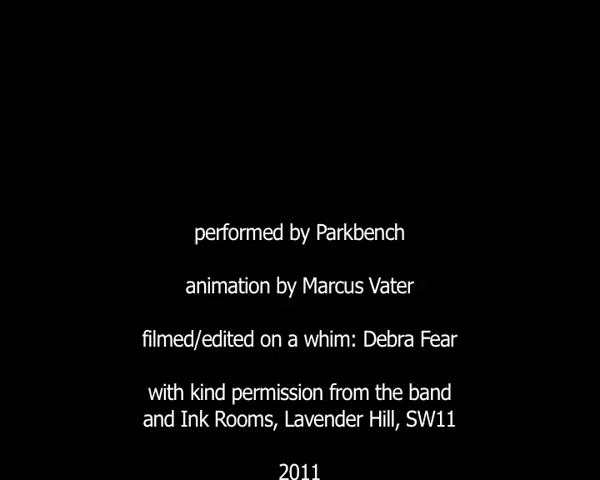 performed by Parkbench
animation by Marcus Vater
filmed/edited on a whim: Debra Fear
with kind permission from the band
and Ink Rooms, Lavender Hill, SW11
2011